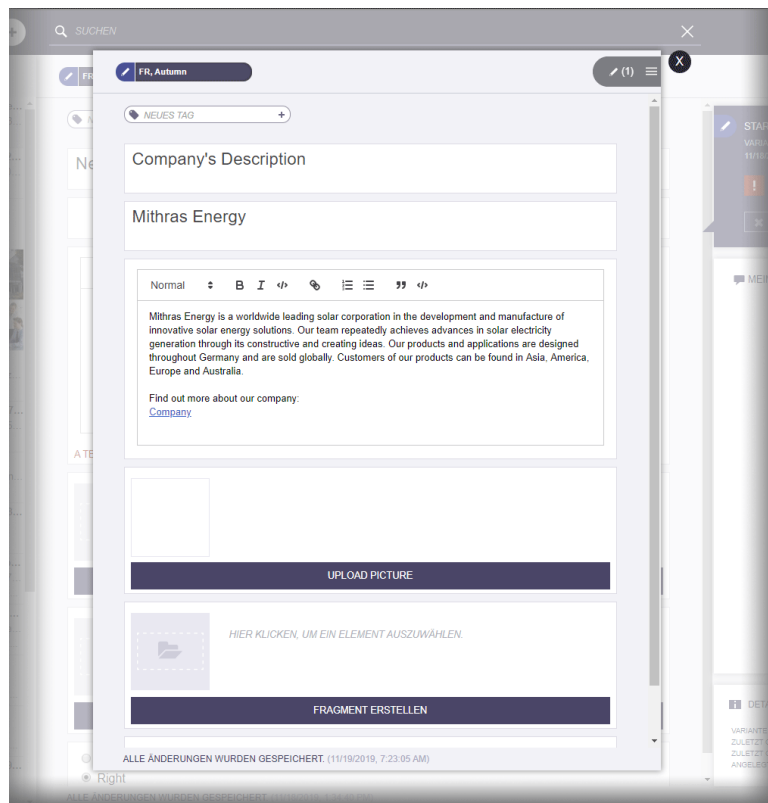 SUCHEN
FR, Autumn
(1)
X
NEUES TAG
Company's Description
Mithras Energy
Normal
Mithras Energy is a worldwide leading solar corporation in the development and manufacture of
innovative solar energy solutions. Our team repeatedly achieves advances in solar electricity
generation through its constructive and creating ideas. Our products and applications are designed
throughout Germany and are sold globally. Customers of our products can be found in Asia, America,
Europe and Australia.
Find out more about our company:
Company
UPLOAD PICTURE
HIER KLICKEN, UM EIN ELEMENT AUSZUWÄHLEN.
FRAGMENT ERSTELLEN
ALLE ÄNDERUNGEN WURDEN GESPEICHERT. (11/19/2019, 7:23:05 AM)
Right